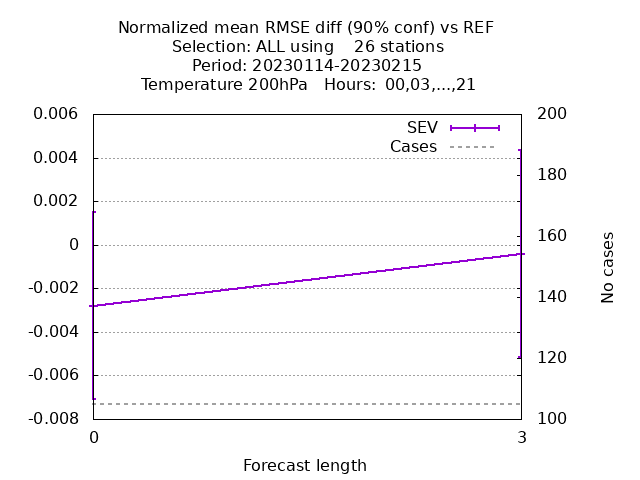 Normalized mean RMSE diff (90% conf) vs REF
Selection: ALL using    26 stations
Period: 20230114-20230215
Temperature 200hPa   Hours:  00,03,...,21
0.006
0.004
0.002
0
-0.002
-0.004
-0.006
-0.008
200
180
160
140
120
100
SEV
Cases
No cases
0
3
Forecast length